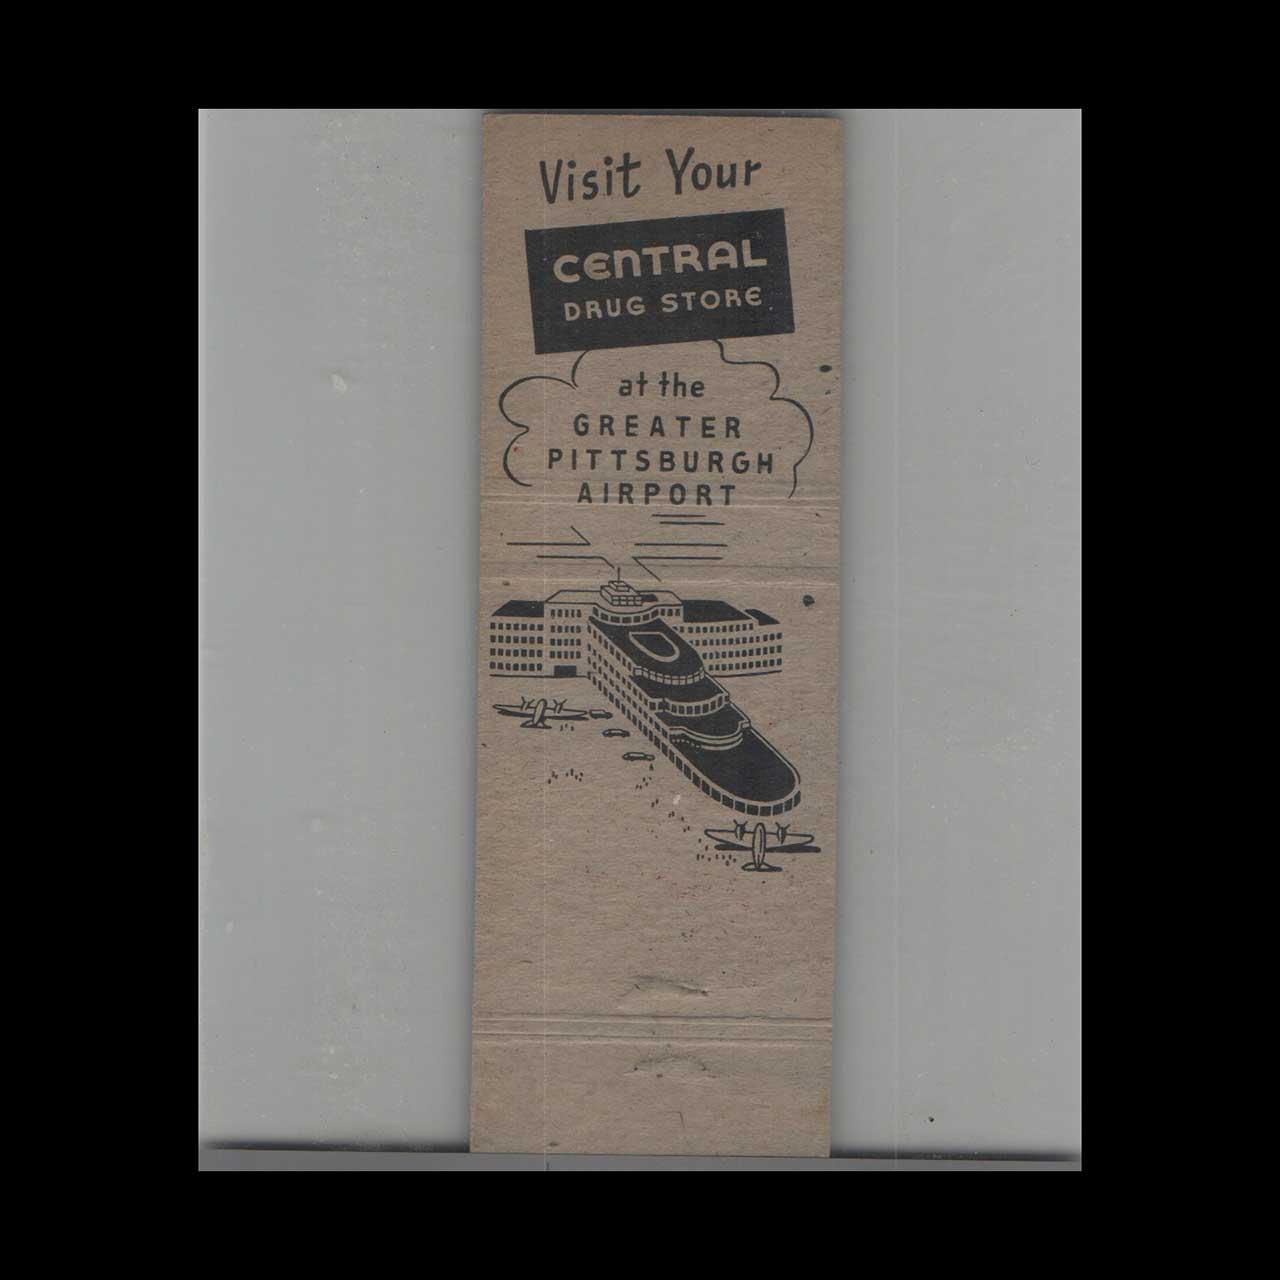 Visit Your
CENTRAL
DRUG STORE
at the
GREATER
PITTSBURGH
AIRPORT